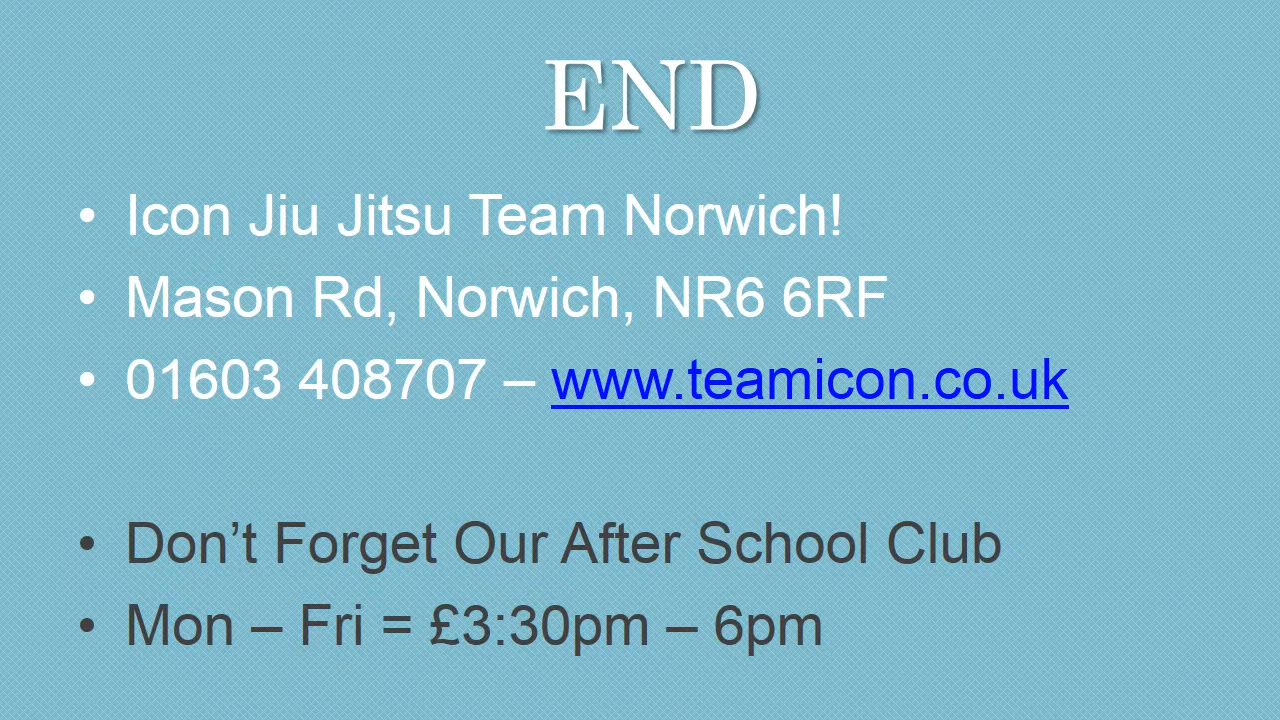 END
• Icon Jiu Jitsu Team Norwich!
• Mason Rd, Norwich, NR6 6RF
• 01603 408707 – www.teamicon.co.uk
• Don’t Forget Our After School Club
• Mon – Fri = £3:30pm – 6pm